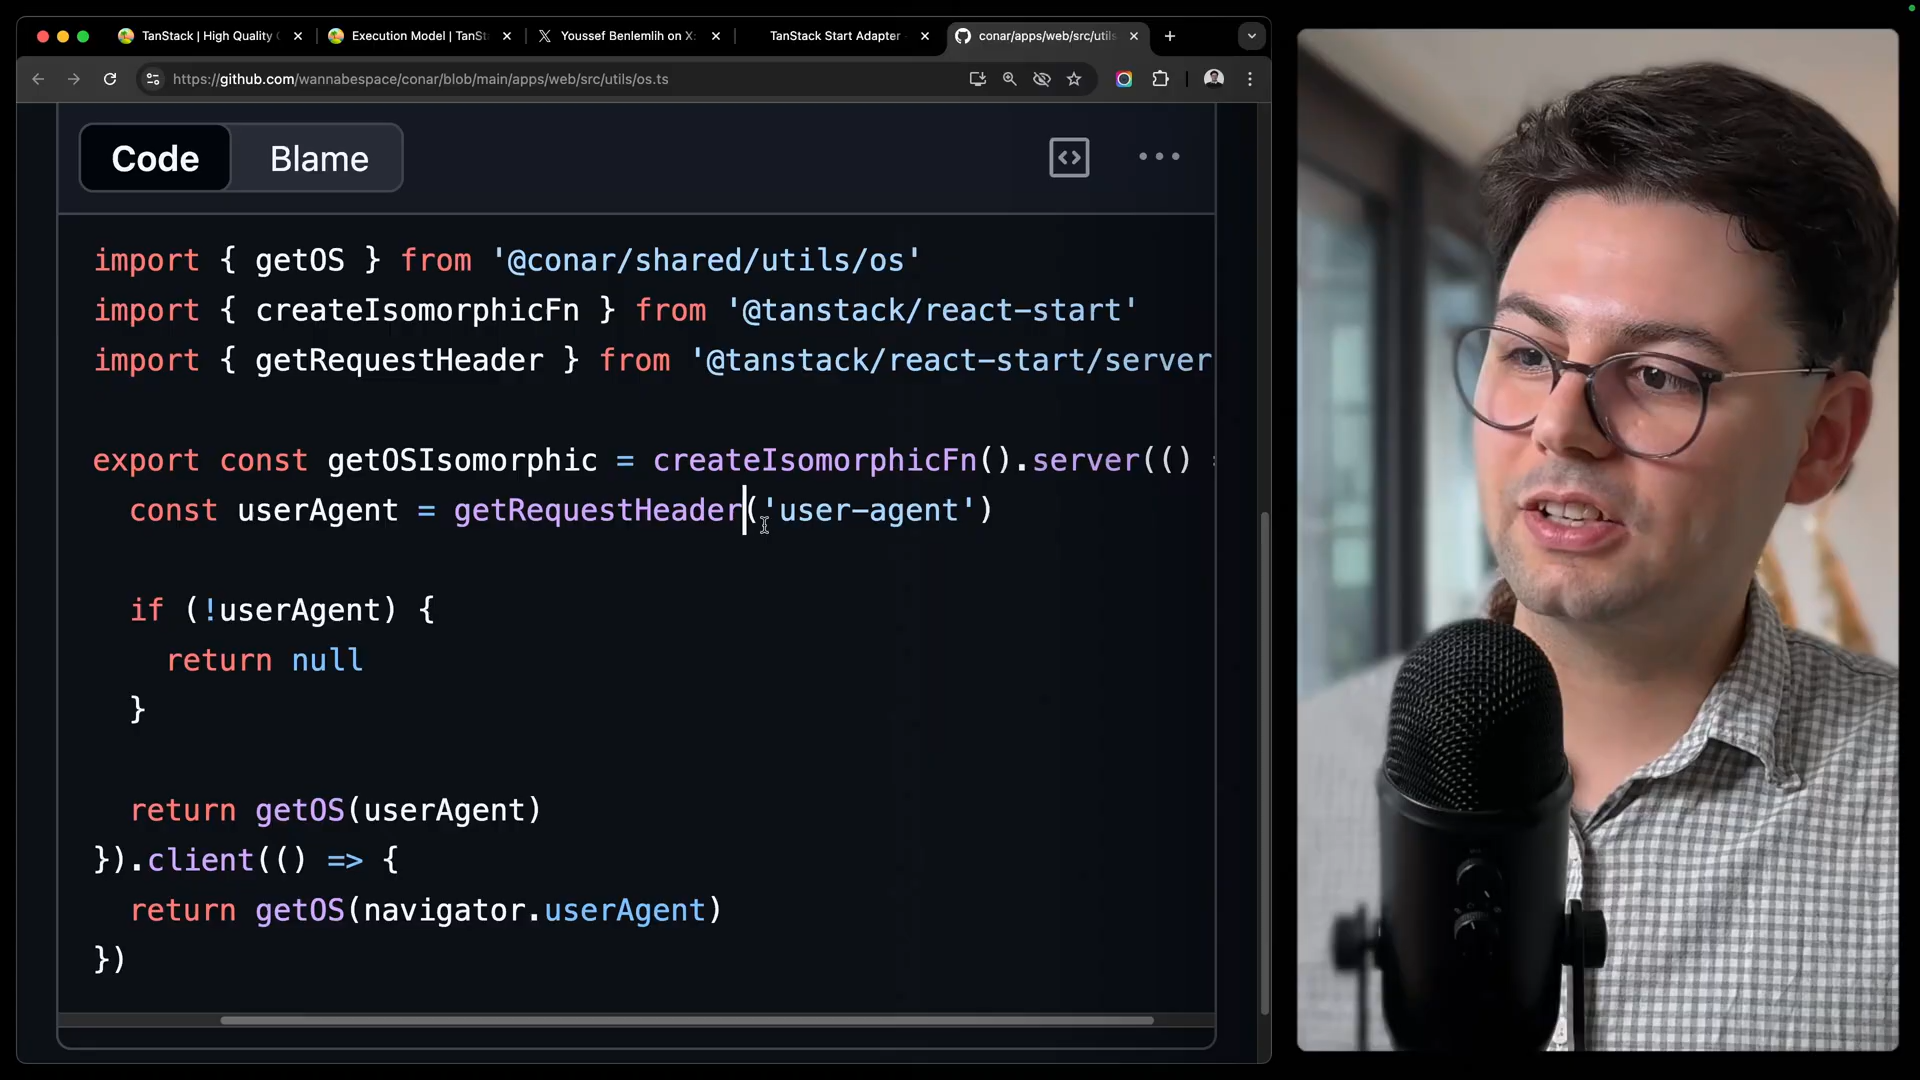 TanStack | High Quality
Execution Model | TanSt
Youssef Benlemlih on X:
TanStack Start Adapter
conar/apps/web/src/utils
https://github.com/wannabespace/conar/blob/main/apps/web/src/utils/os.ts
Code
Blame
import { getOS } from '@conar/shared/utils/os'
import { createIsomorphicFn } from '@tanstack/react-start'
import { getRequestHeader } from '@tanstack/react-start/server
export const getOSIsomorphic = createIsomorphicFn().server(()
const userAgent = getRequestHeader('user-agent')
if (!userAgent) {
return null
}
return getOS(userAgent)
}).client(() => {
return getOS(navigator.userAgent)
})